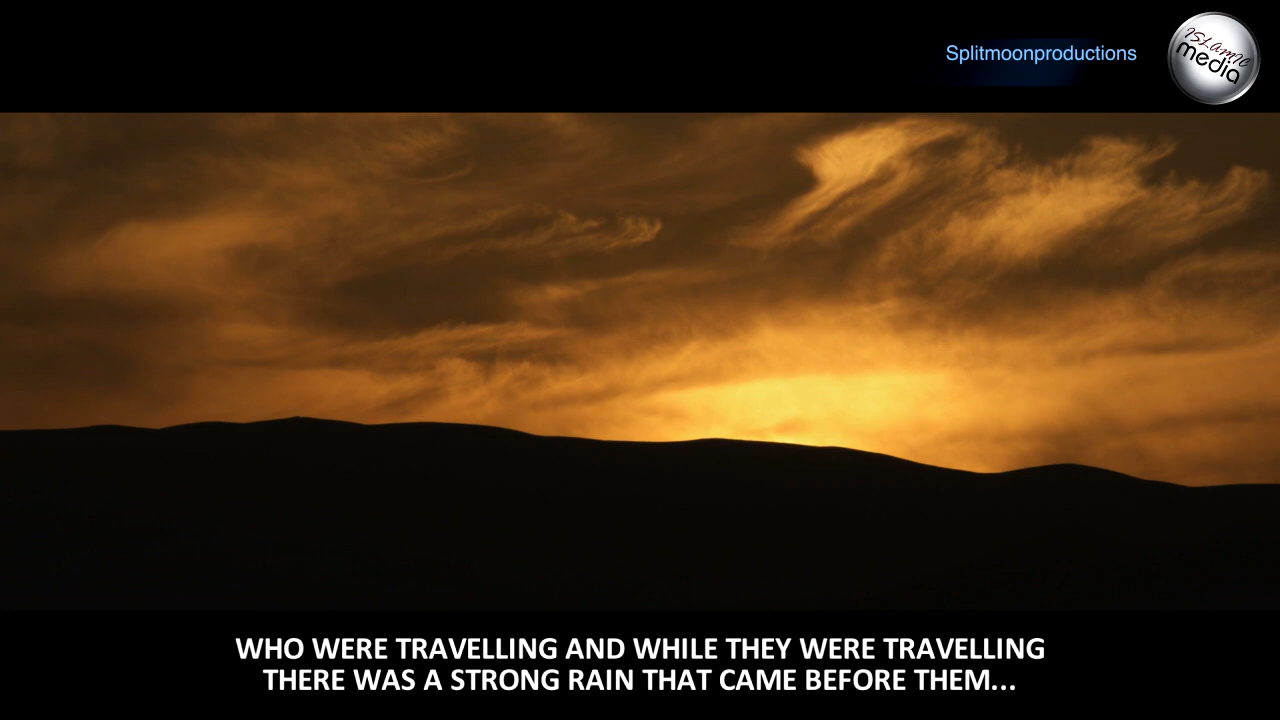 Splitmoonproductions
ISLAMIC
media
WHO WERE TRAVELLING AND WHILE THEY WERE TRAVELLING
THERE WAS A STRONG RAIN THAT CAME BEFORE THEM...